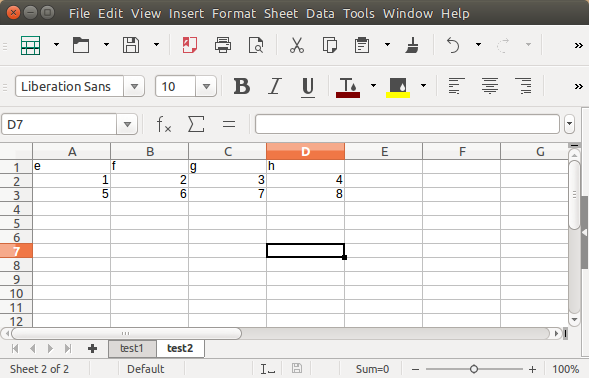 File Edit View Insert Format Sheet Data Tools Window Help
Liberation Sans 10 B I U T
D7 fx Σ =
A B C D E F G
1 e f g h
2 1 2 3 4
3 5 6 7 8
4
5
6
7
8
9
10
11
12
test1 test2
Sheet 2 of 2 Default Sum=0 100%